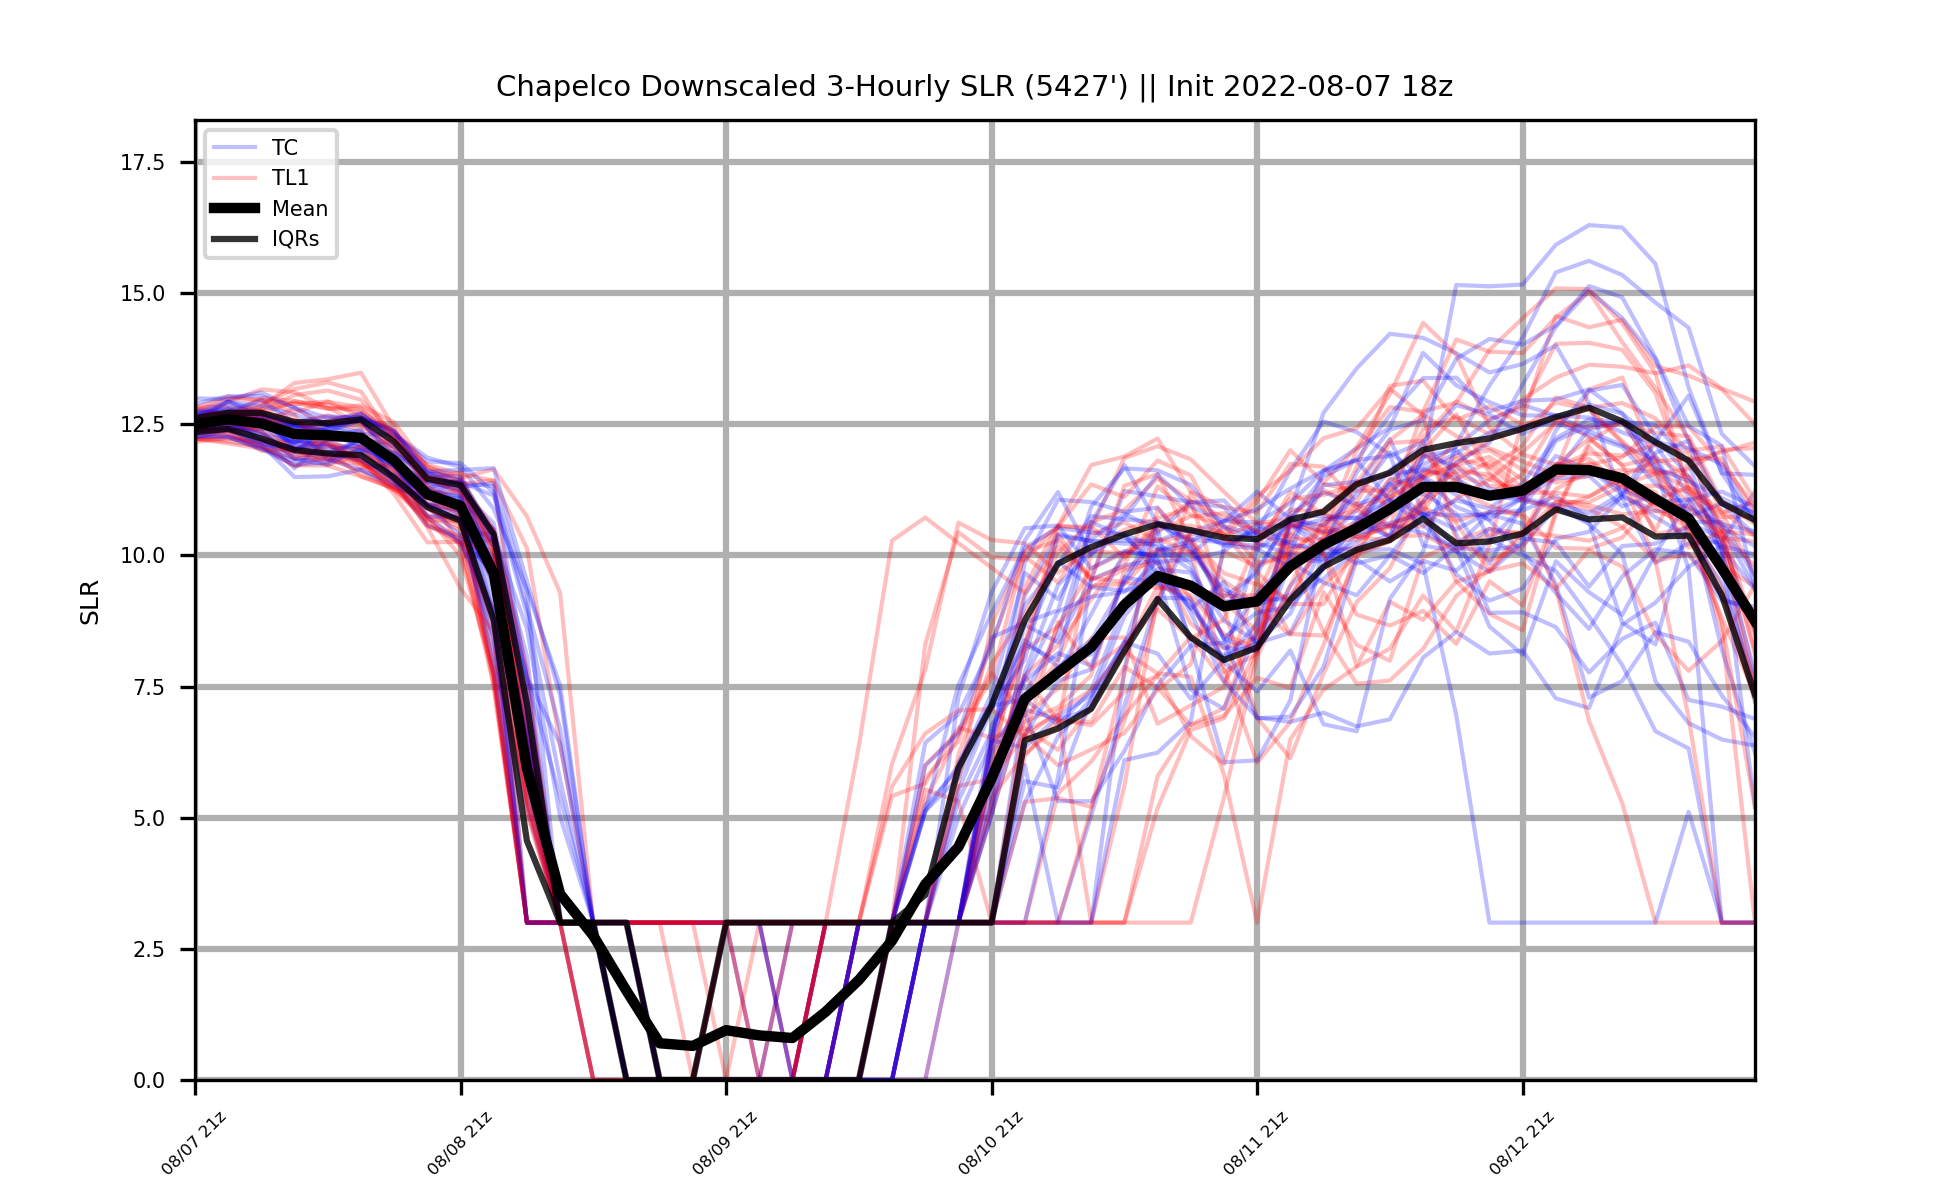 Chapelco Downscaled 3-Hourly SLR (5427') || Init 2022-08-07 18z
TC
TL1
Mean
IQRs
17.5
15.0
12.5
10.0
7.5
5.0
2.5
0.0
SLR
08/07 21z
08/08 21z
08/09 21z
08/10 21z
08/11 21z
08/12 21z